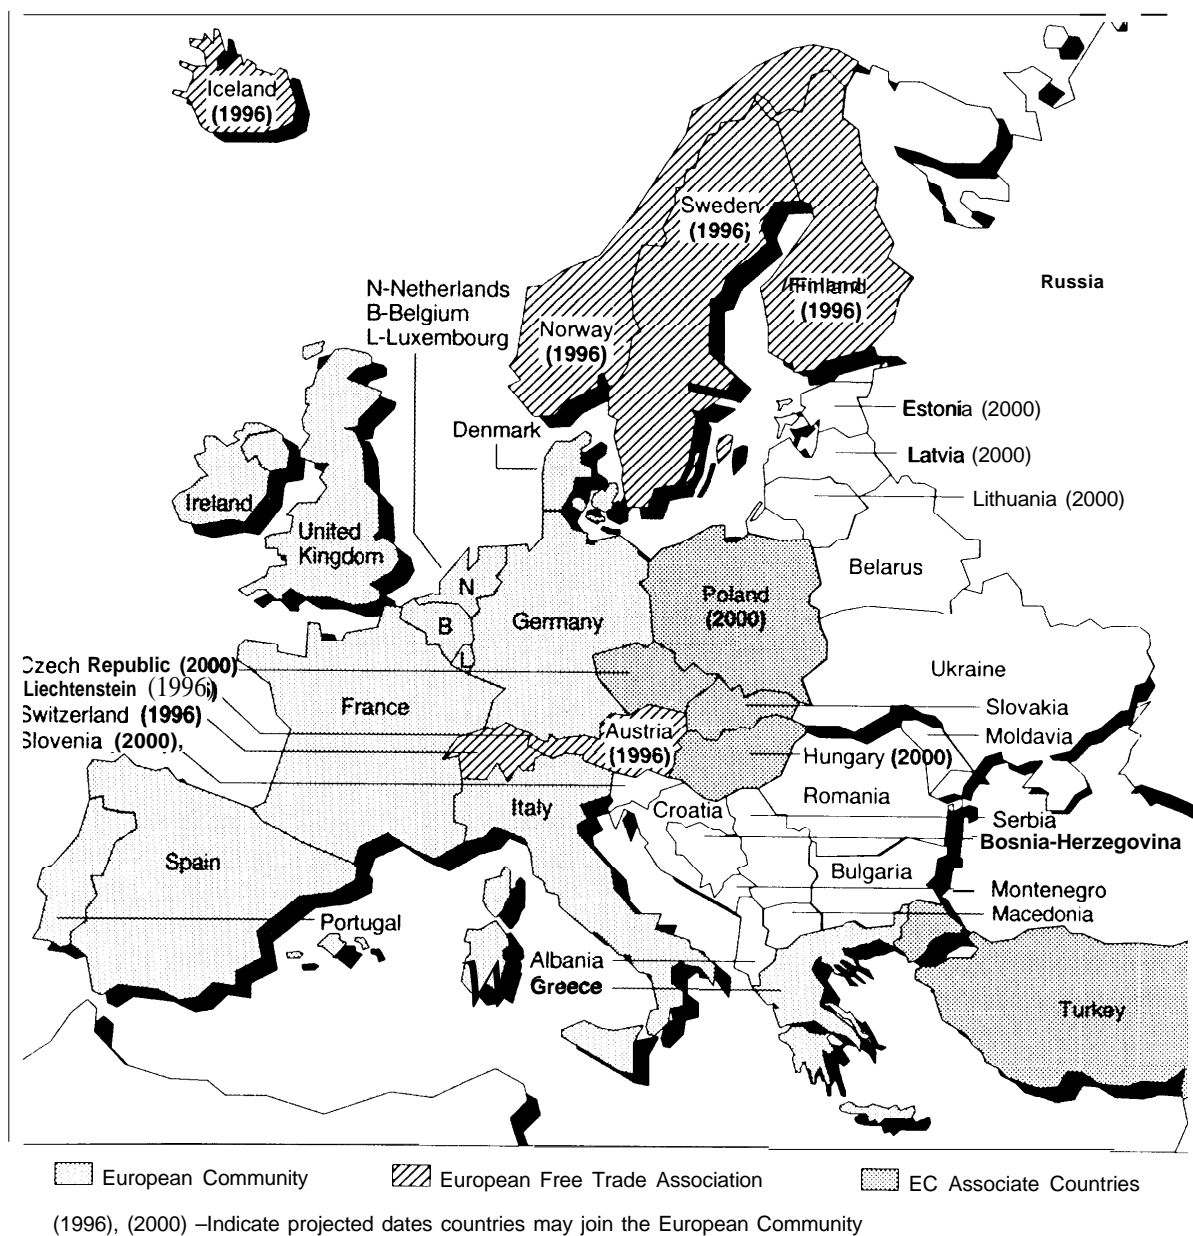 Iceland
(1996)
Sweden
(1996)
Finland
(1996)
Russia
N-Netherlands
B-Belgium
L-Luxembourg
Norway
(1996)
Denmark
Estonia (2000)
Latvia (2000)
Lithuania (2000)
Ireland
United
Kingdom
N
B
L
Germany
Poland
(2000)
Belarus
Ukraine
Czech Republic (2000)
Liechtenstein (1996)
Switzerland (1996)
Slovenia (2000),
France
Austria
(1996)
Slovakia
Moldavia
Hungary (2000)
Romania
Italy
Croatia
Serbia
Bosnia-Herzegovina
Spain
Bulgaria
Montenegro
Macedonia
Portugal
Albania
Greece
Turkey
European Community
European Free Trade Association
EC Associate Countries
(1996), (2000) –Indicate projected dates countries may join the European Community